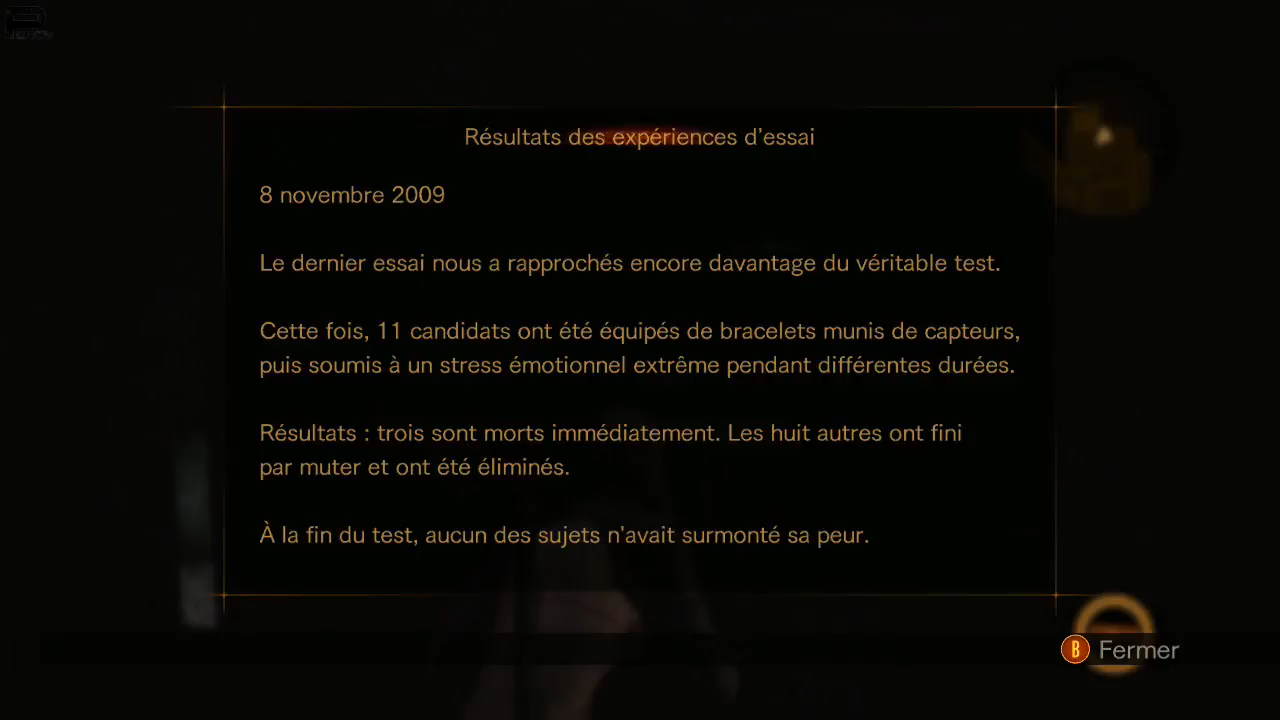 Résultats des expériences d'essai
8 novembre 2009
Le dernier essai nous a rapprochés encore davantage du véritable test.
Cette fois, 11 candidats ont été équipés de bracelets munis de capteurs,
puis soumis à un stress émotionnel extrême pendant différentes durées.
Résultats : trois sont morts immédiatement. Les huit autres ont fini
par muter et ont été éliminés.
À la fin du test, aucun des sujets n'avait surmonté sa peur.
B Fermer